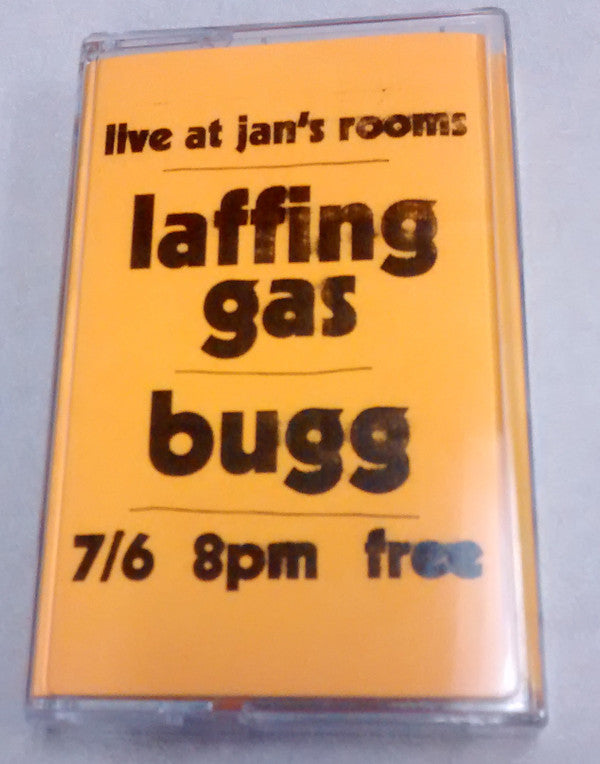 live at jan's rooms
laffing
gas
bugg
7/6 8pm free